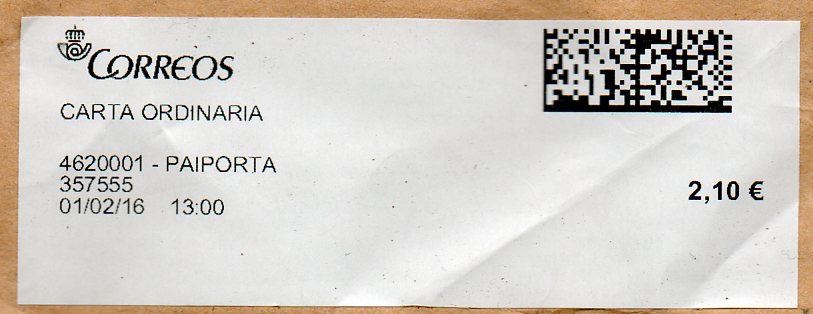 CORREOS
CARTA ORDINARIA
4620001 - PAIPORTA
357555
01/02/16 13:00
2,10 €